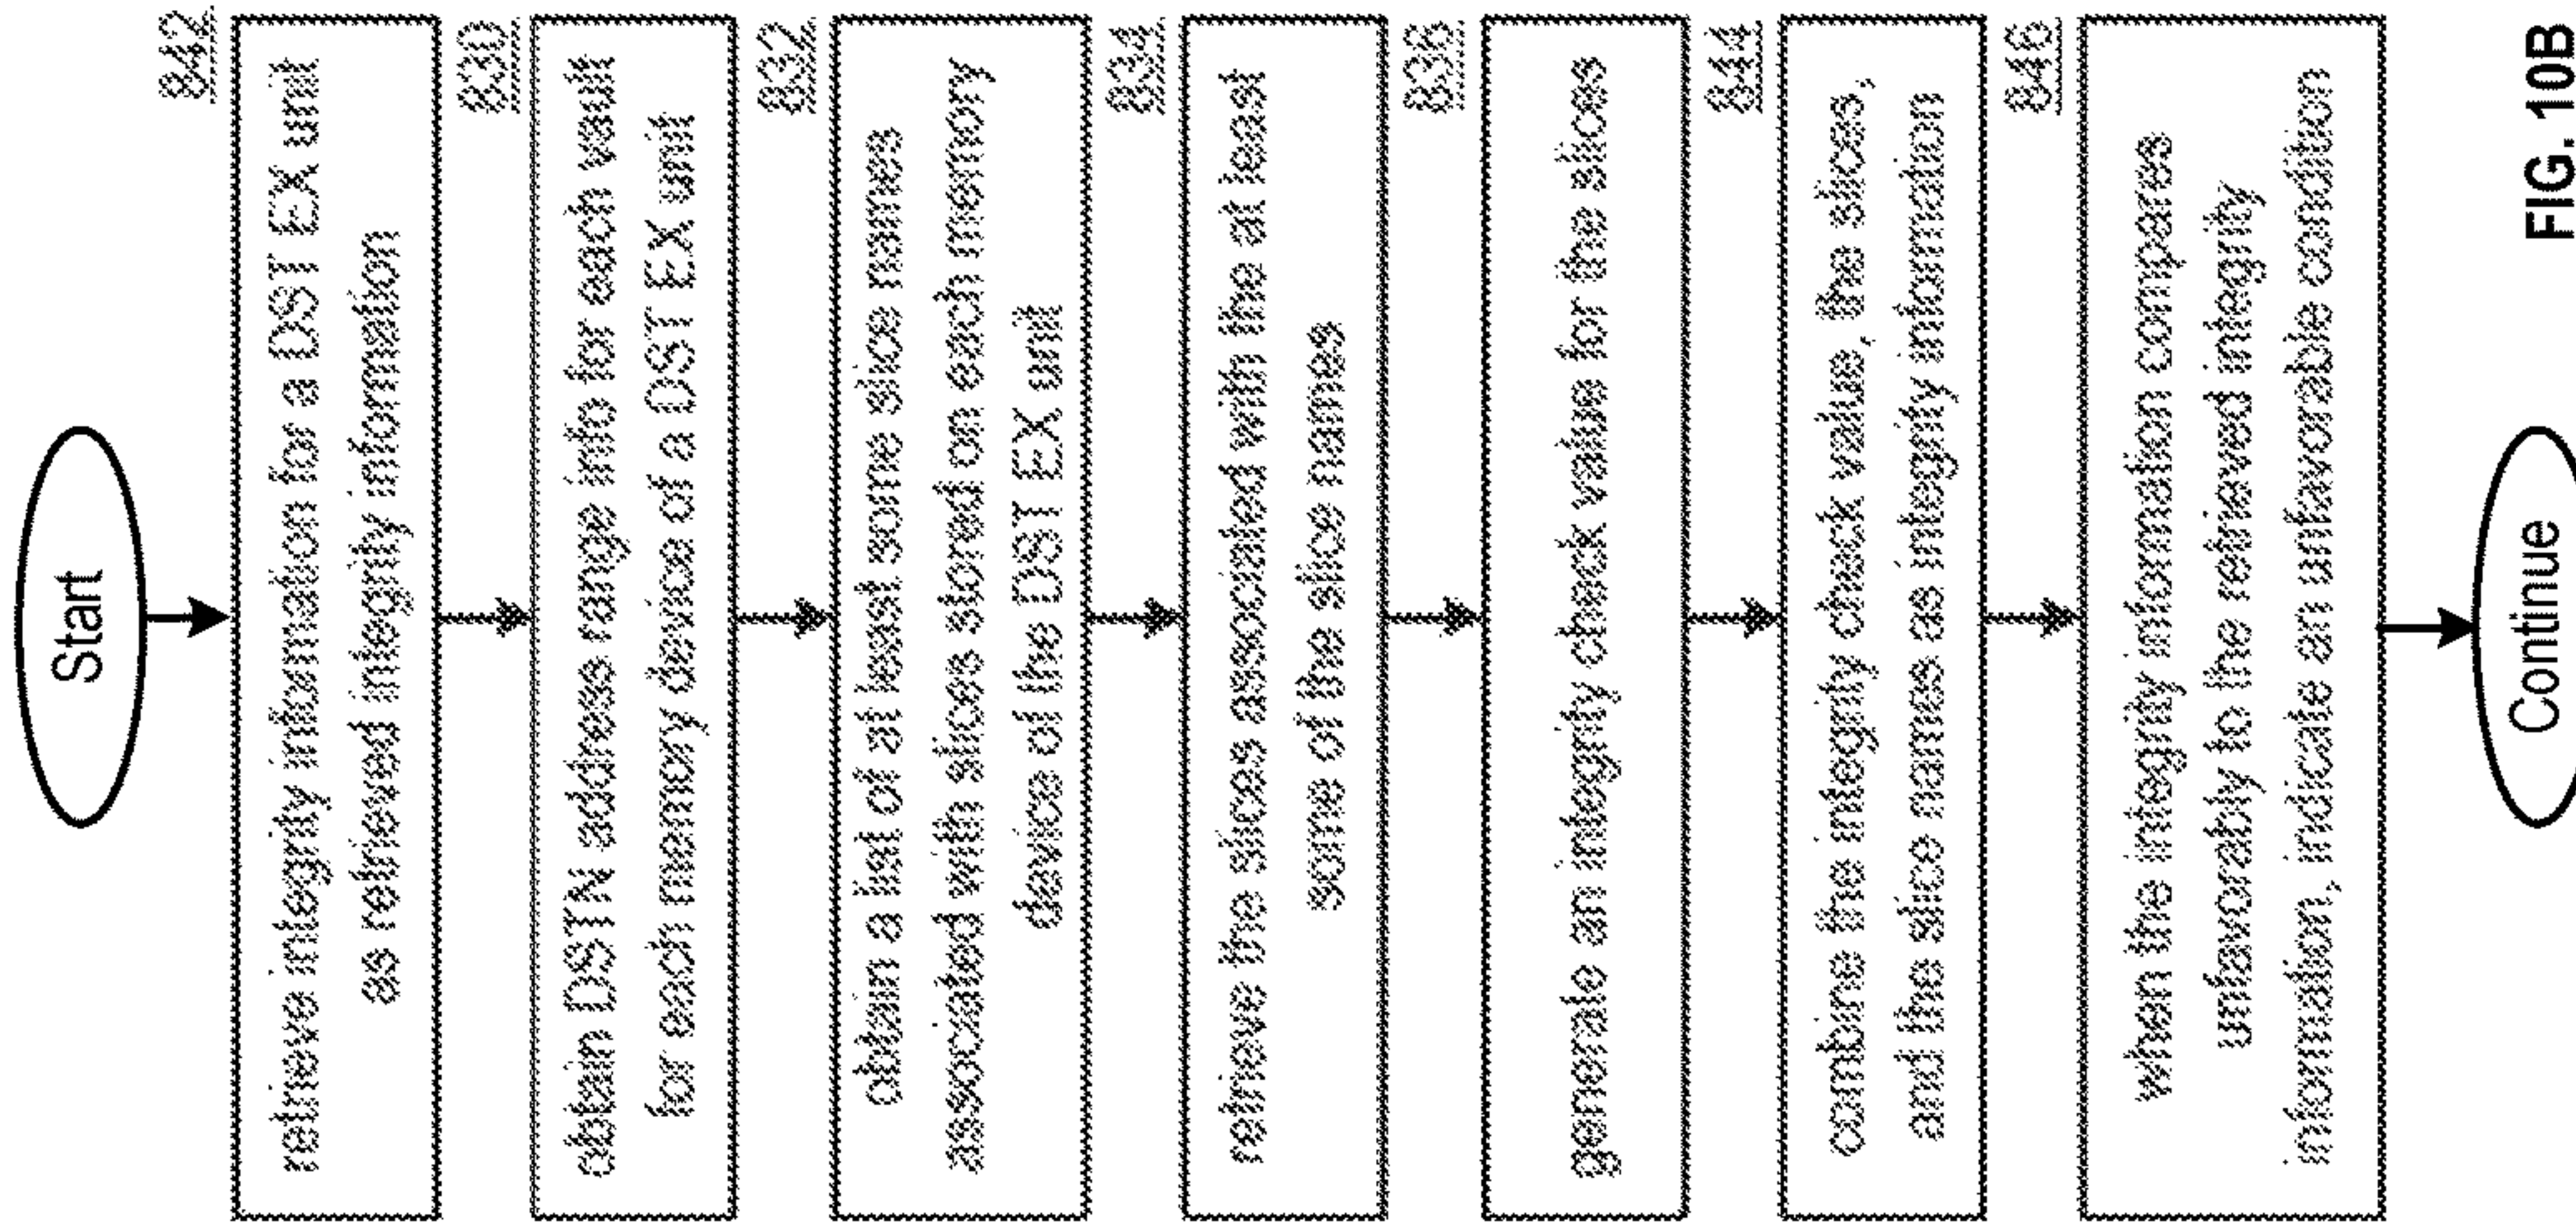 Start
842
retrieve integrity information for a DST EX unit
as retrieved integrity information
830
obtain DSTN address range info for each vault
for each memory device of a DST EX unit
832
obtain a list of at least some slice names
associated with slices stored on each memory
device of the DST EX unit
834
retrieve the slices associated with the at least
some of the slice names
generate an integrity check value for the slices
844
combine the integrity check value, the slices,
and the slice names as integrity information
846
when the integrity information compares
unfavorably to the retrieved integrity
information, indicate an unfavorable condition
Continue
FIG. 10B